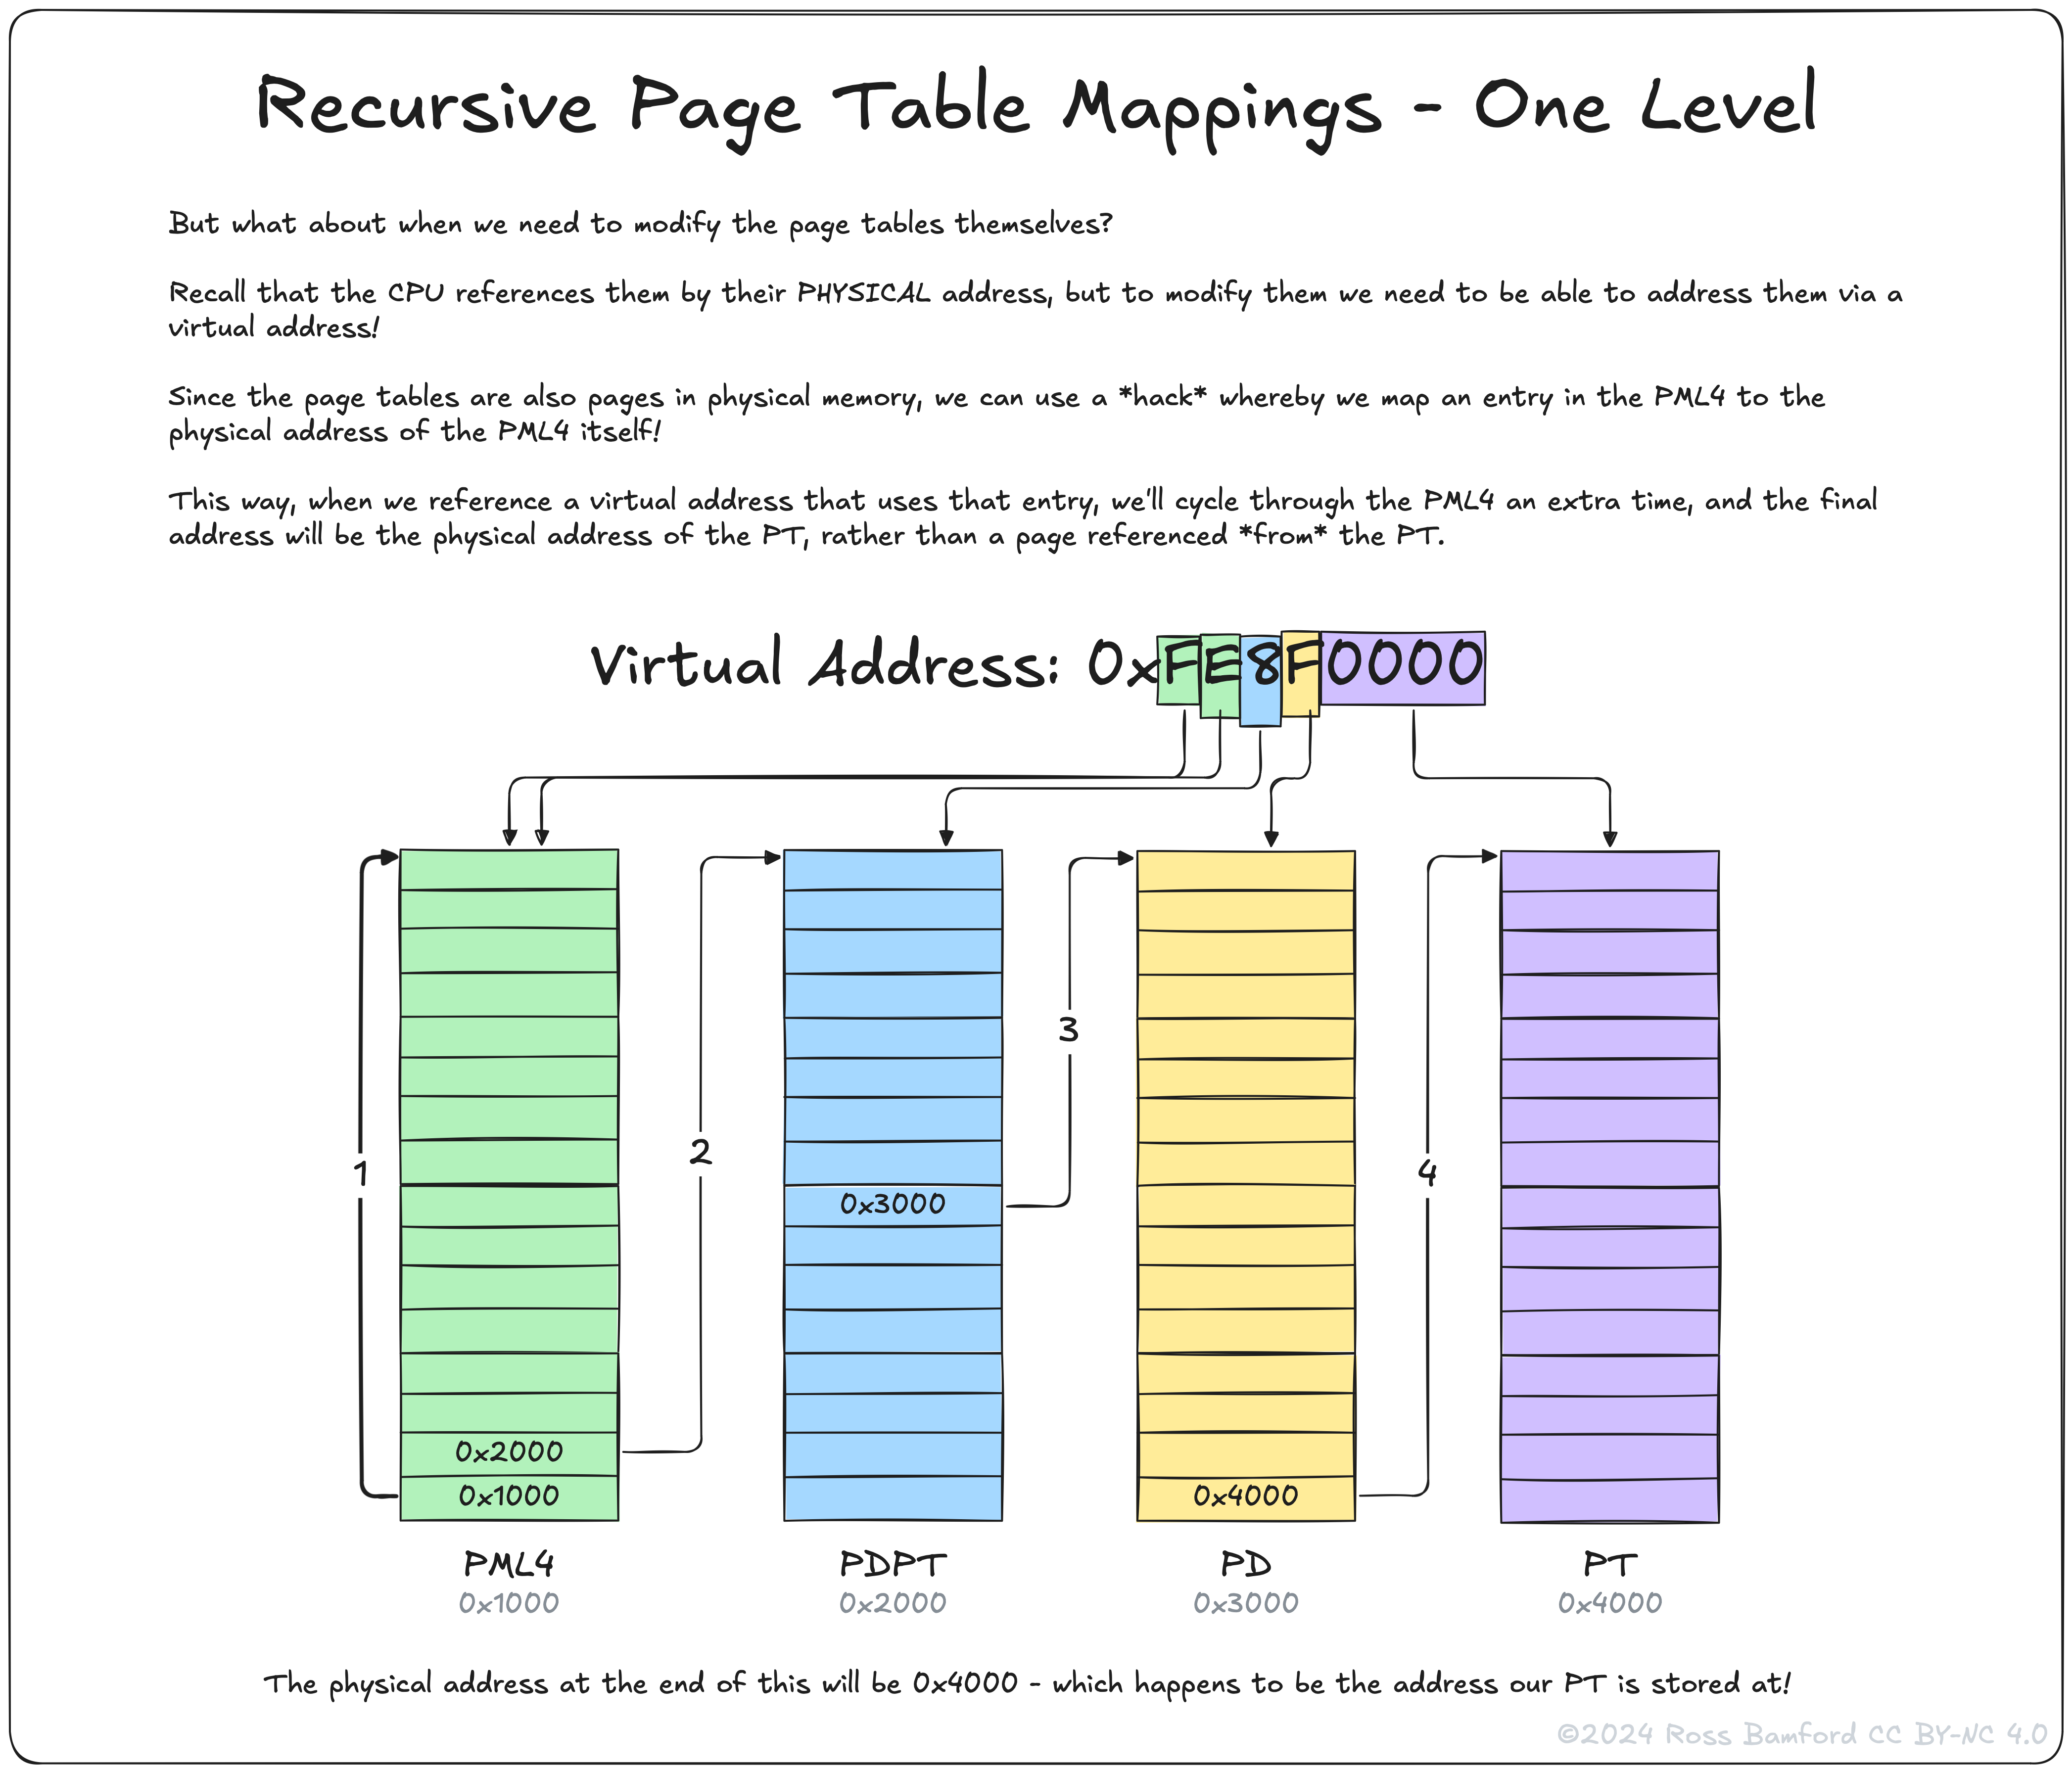 Recursive Page Table Mappings - One Level
But what about when we need to modify the page tables themselves?
Recall that the CPU references them by their PHYSICAL address, but to modify them we need to be able to address them via a
virtual address!
Since the page tables are also pages in physical memory, we can use a *hack* whereby we map an entry in the PML4 to the
physical address of the PML4 itself!
This way, when we reference a virtual address that uses that entry, we'll cycle through the PML4 an extra time, and the final
address will be the physical address of the PT, rather than a page referenced *from* the PT.
Virtual Address: 0xFE8F0000
3
2
1
4
0x3000
0x2000
0x1000
0x4000
PML4
0x1000
PDPT
0x2000
PD
0x3000
PT
0x4000
The physical address at the end of this will be 0x4000 - which happens to be the address our PT is stored at!
©2024 Ross Bamford CC BY-NC 4.0